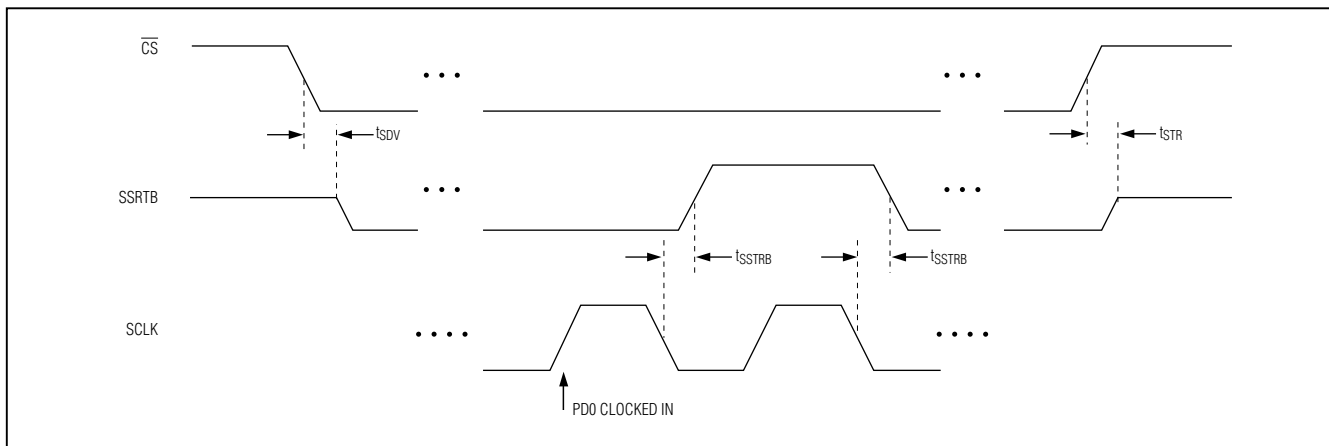 CS
tSDV
tSTR
SSRTB
tSSTRB
tSSTRB
SCLK
PD0 CLOCKED IN